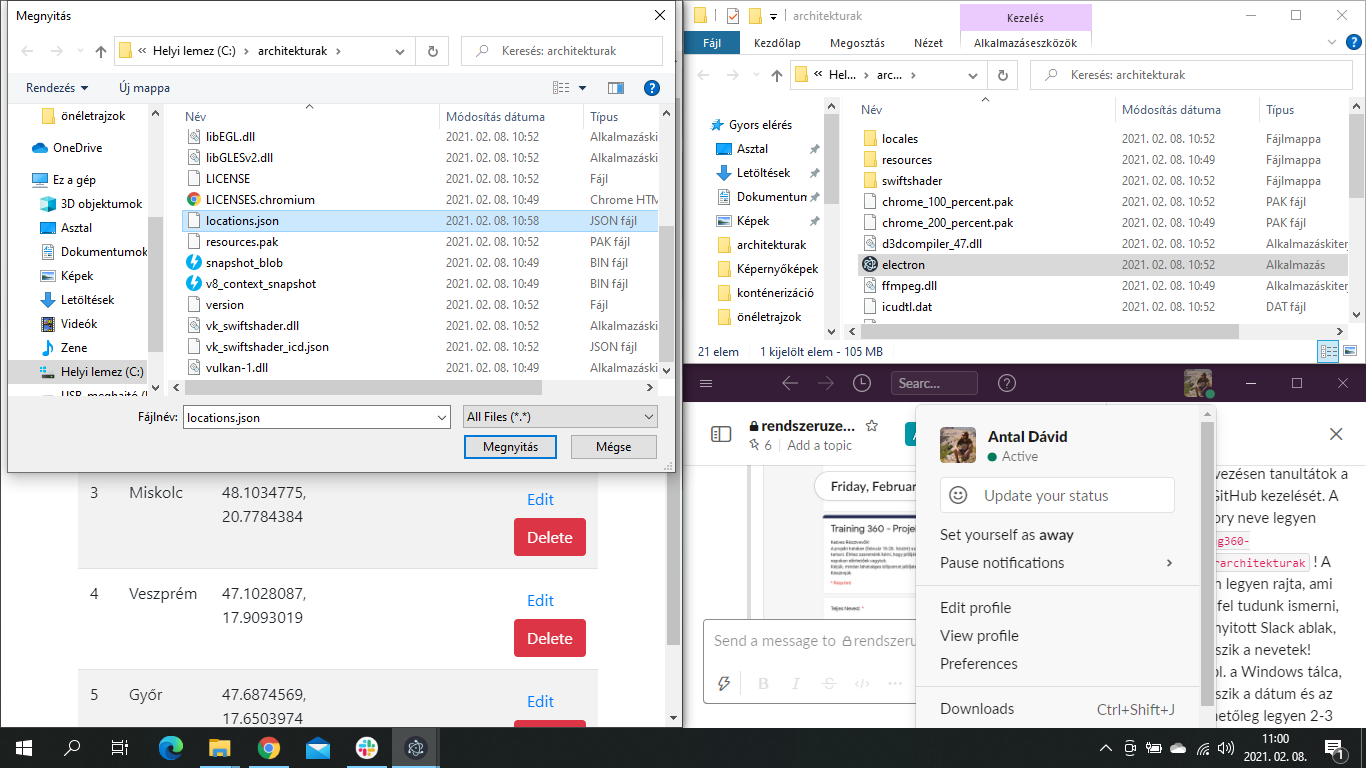 Megnyitás
« Helyi lemez (C:) › architekturak ›
Keresés: architekturak
Rendezés
Új mappa
önéletrajzok
OneDrive
Ez a gép
3D objektumok
Asztal
Dokumentumok
Képek
Letöltések
Videók
Zene
Helyi lemez (C:)
Név Módosítás dátuma Típus
libEGL.dll 2021. 02. 08. 10:52 Alkalmazáski
libGLESv2.dll 2021. 02. 08. 10:52 Alkalmazáski
LICENSE 2021. 02. 08. 10:52 Fájl
LICENSES.chromium 2021. 02. 08. 10:49 Chrome HTM
locations.json 2021. 02. 08. 10:58 JSON fájl
resources.pak 2021. 02. 08. 10:52 PAK fájl
snapshot_blob 2021. 02. 08. 10:49 BIN fájl
v8_context_snapshot 2021. 02. 08. 10:49 BIN fájl
version 2021. 02. 08. 10:52 Fájl
vk_swiftshader.dll 2021. 02. 08. 10:52 Alkalmazáski
vk_swiftshader_icd.json 2021. 02. 08. 10:52 JSON fájl
vulkan-1.dll 2021. 02. 08. 10:49 Alkalmazáski
Fájlnév: locations.json All Files (*.*)
Megnyitás Mégse
3 Miskolc 48.1034775,
20.7784384
Edit
Delete
4 Veszprém 47.1028087,
17.9093019
Edit
Delete
5 Győr 47.6874569,
17.6503974
Edit
architekturak
Kezelés
Fájl Kezdőlap Megosztás Nézet Alkalmazáseszközök
« Hel... › arc... ›
Keresés: architekturak
Gyors elérés
Asztal
Letöltések
Dokumentum
Képek
architekturak
Képernyőképek
konténerizáció
önéletrajzok
Név Módosítás dátuma Típus
locales 2021. 02. 08. 10:52 Fájlmappa
resources 2021. 02. 08. 10:49 Fájlmappa
swiftshader 2021. 02. 08. 10:52 Fájlmappa
chrome_100_percent.pak 2021. 02. 08. 10:52 PAK fájl
chrome_200_percent.pak 2021. 02. 08. 10:49 PAK fájl
d3dcompiler_47.dll 2021. 02. 08. 10:52 Alkalmazáskiter
electron 2021. 02. 08. 10:52 Alkalmazás
ffmpeg.dll 2021. 02. 08. 10:49 Alkalmazáskiter
icudtl.dat 2021. 02. 08. 10:52 DAT fájl
21 elem 1 kijelölt elem - 105 MB
Searc...
rendszeruze...
6 | Add a topic
Friday, Februar
Training 360 - Projek
Teljes Neved: *
Send a message to rendszeru
Antal Dávid
Active
Update your status
Set yourself as away
Pause notifications
Edit profile
View profile
Preferences
Downloads Ctrl+Shift+J
vezésen tanultátok a
GitHub kezelését. A
ory neve legyen
g360-
rarchitekturak ! A
n legyen rajta, ami
fel tudunk ismerni,
nyitott Slack ablak,
szik a nevetek!
ol. a Windows tálca,
szik a dátum és az
netőleg legyen 2-3
11:00
2021. 02. 08.
1